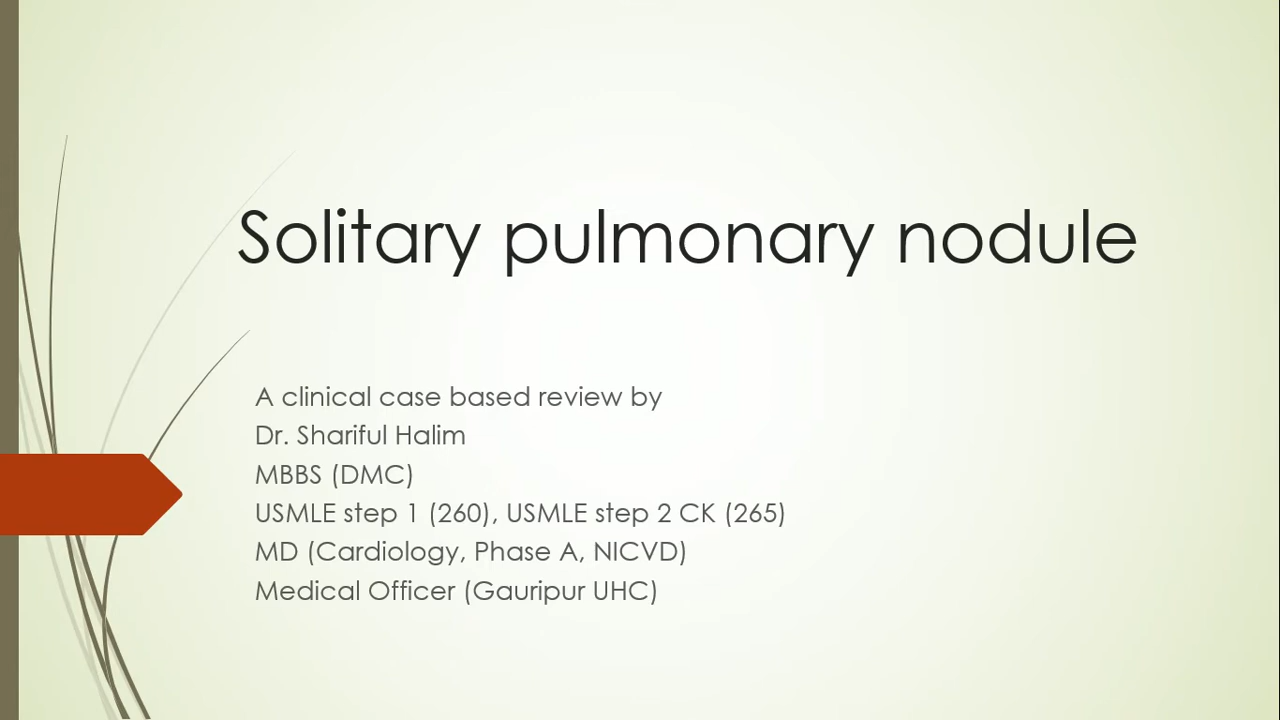 Solitary pulmonary nodule
A clinical case based review by
Dr. Shariful Halim
MBBS (DMC)
USMLE step 1 (260), USMLE step 2 CK (265)
MD (Cardiology, Phase A, NICVD)
Medical Officer (Gauripur UHC)